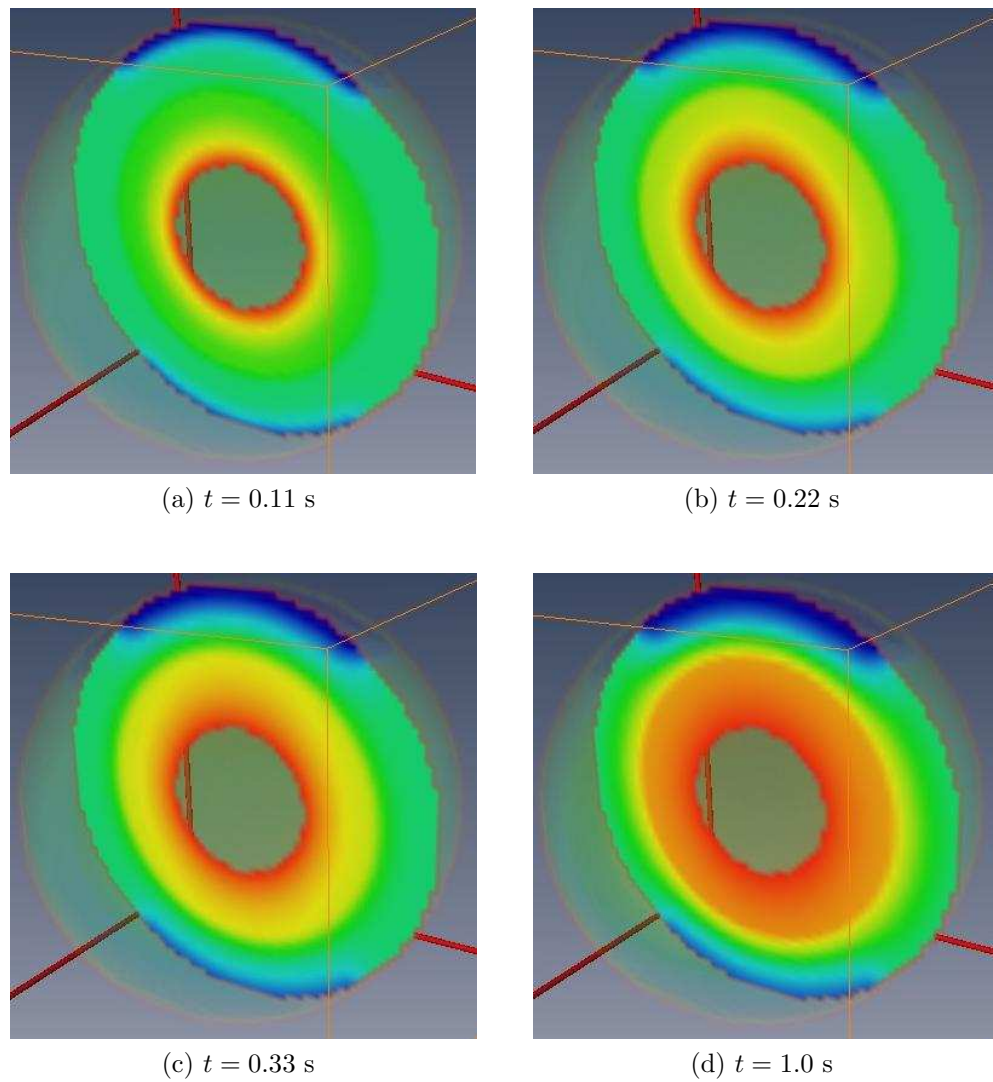 (a) t = 0.11 s
(b) t = 0.22 s
(c) t = 0.33 s
(d) t = 1.0 s